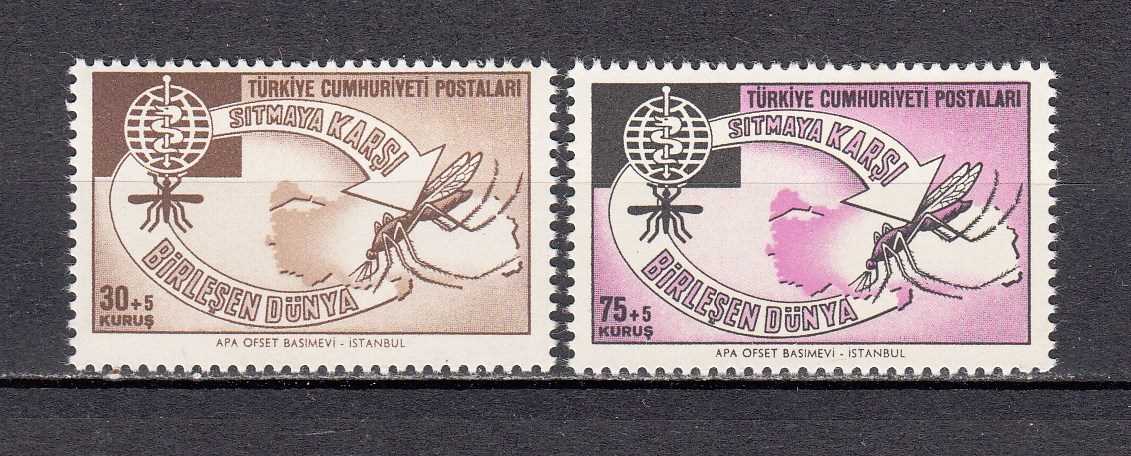 TÜRKİYE CUMHURİYETİ POSTALARI
SITMAYA KARŞI
BİRLEŞEN DÜNYA
30+5
KURUŞ
APA OFSET BASIMEVİ - İSTANBUL
TÜRKİYE CUMHURİYETİ POSTALARI
SITMAYA KARŞI
BİRLEŞEN DÜNYA
75+5
KURUŞ
APA OFSET BASIMEVİ - İSTANBUL